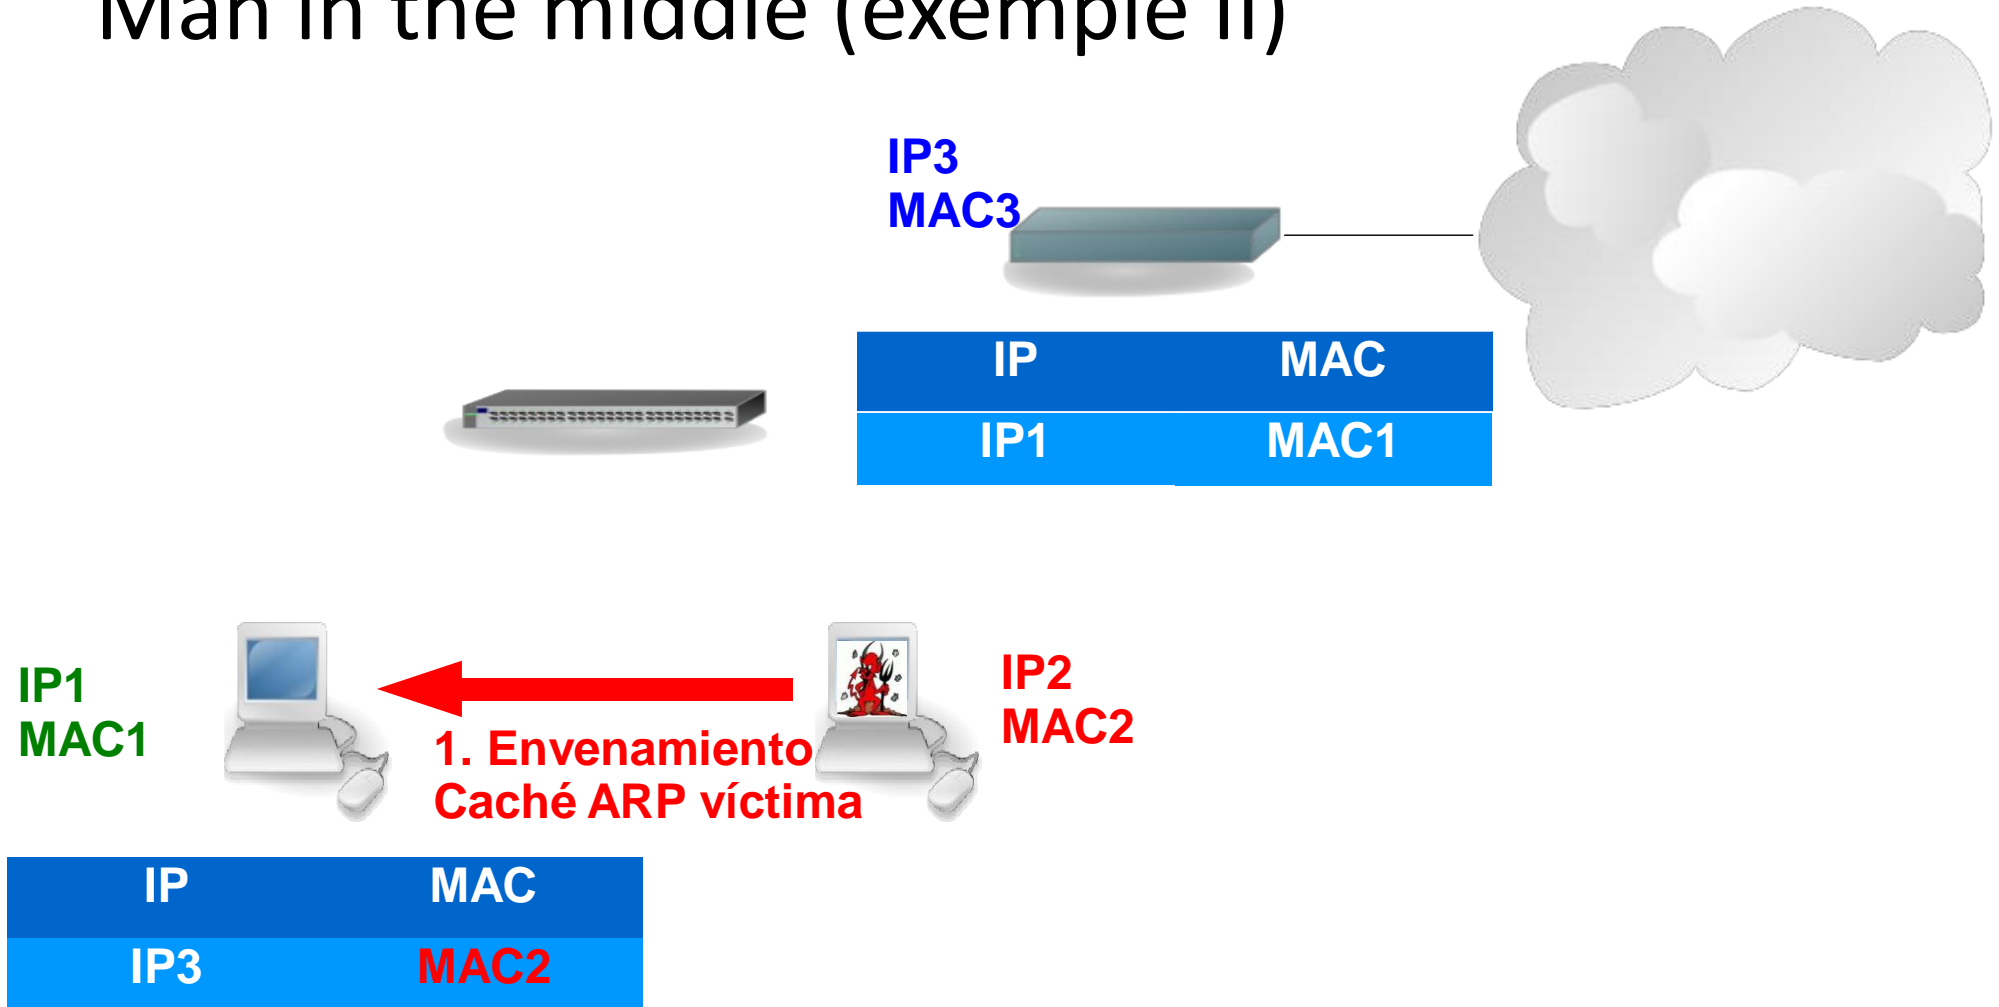 Man in the middle (exemple II)
IP3
MAC3
IP MAC
IP1 MAC1
IP1
MAC1
1. Envenamiento
Caché ARP víctima
IP2
MAC2
IP MAC
IP3 MAC2